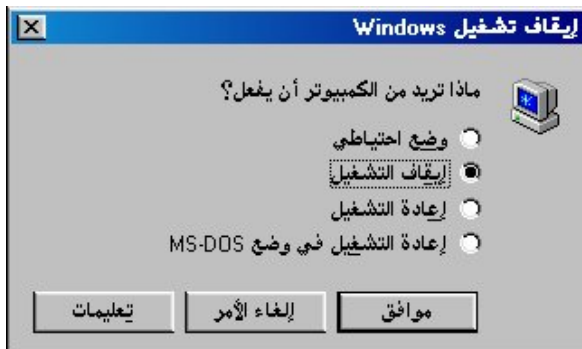 إيقاف تشغيل Windows
ماذا تريد من الكمبيوتر أن يفعل؟
وضع احتياطي
إيقاف التشغيل
إعادة التشغيل
إعادة التشغيل في وضع MS-DOS
موافق
إلغاء الأمر
تعليمات